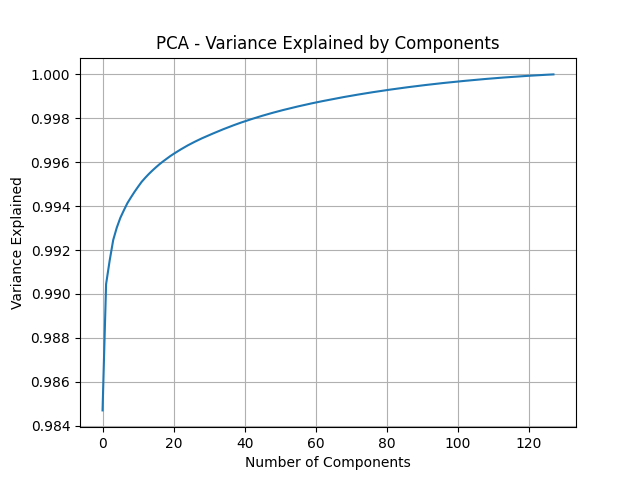 PCA - Variance Explained by Components
1.000
0.998
0.996
0.994
0.992
0.990
0.988
0.986
0.984
Variance Explained
0 20 40 60 80 100 120
Number of Components